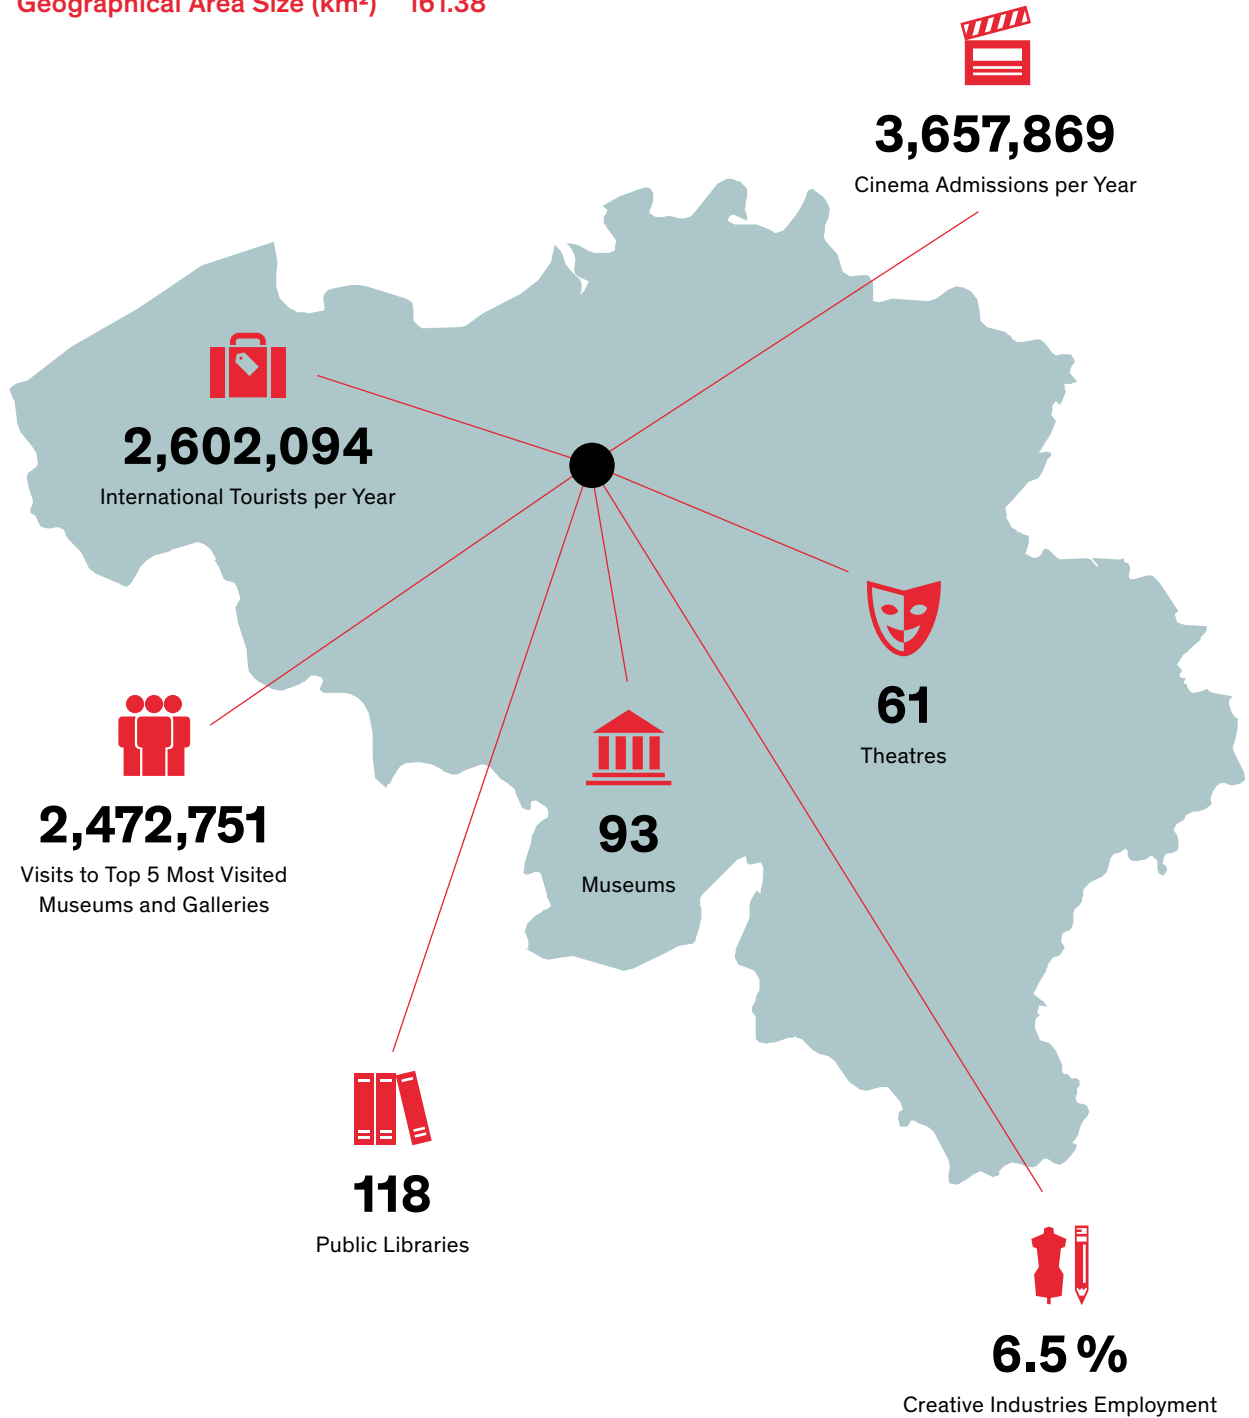 Geographical Area Size (km²) 161.38
3,657,869
Cinema Admissions per Year
2,602,094
International Tourists per Year
61
Theatres
2,472,751
Visits to Top 5 Most Visited
Museums and Galleries
93
Museums
118
Public Libraries
6.5 %
Creative Industries Employment